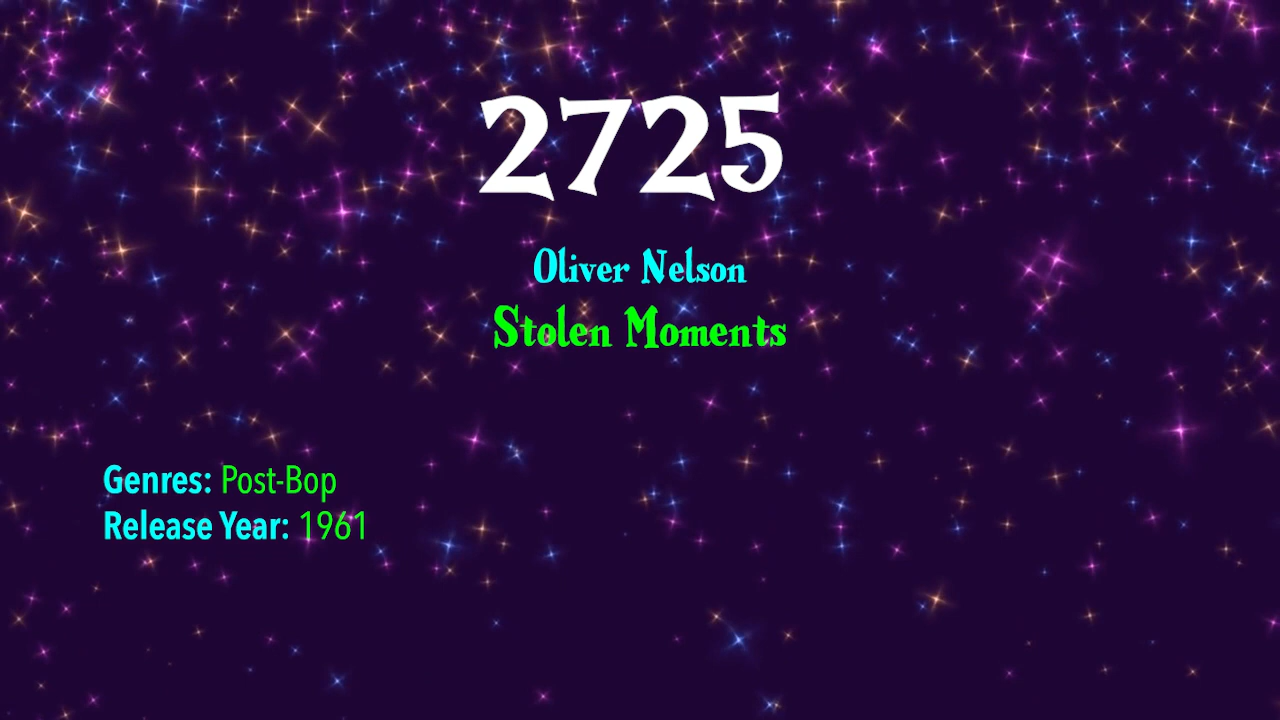 2725
Oliver Nelson
Stolen Moments
Genres: Post-Bop
Release Year: 1961